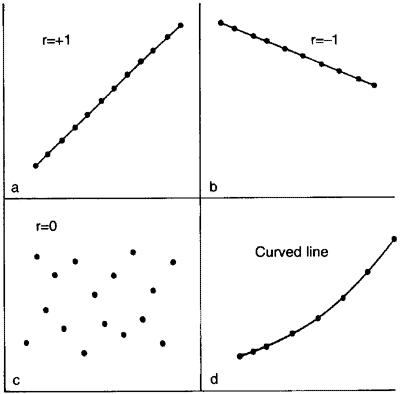 r=+1
a
r=−1
b
r=0
c
Curved line
d